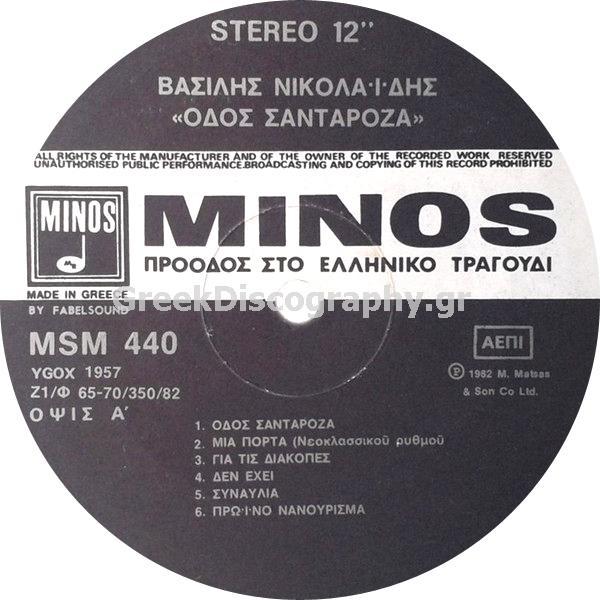 STEREO 12''
ΒΑΣΙΛΗΣ ΝΙΚΟΛΑ·Ι·ΔΗΣ
«ΟΔΟΣ ΣΑΝΤΑΡΟΖΑ»
ALL RIGHTS OF THE MANUFACTURER AND OF THE OWNER OF THE RECORDED WORK RESERVED
UNAUTHORISED PUBLIC PERFORMANCE.BROADCASTING AND COPYING OF THIS RECORD PROHIBITED
MINOS
MINOS
ΠΡΟΟΔΟΣ ΣΤΟ ΕΛΛΗΝΙΚΟ ΤΡΑΓΟΥΔΙ
MADE IN GREECE
GreekDiscography.gr
BY FABELSOUND
MSM 440
ΑΕΠΙ
YGOX 1957
Ζ1/Φ 65-70/350/82
ΟΨΙΣ Α΄
Ⓟ 1982 M. Matsas
& Son Co Ltd.
1. ΟΔΟΣ ΣΑΝΤΑΡΟΖΑ
2. ΜΙΑ ΠΟΡΤΑ (Νεοκλασσικοῦ ρυθμοῦ
3. ΓΙΑ ΤΙΣ ΔΙΑΚΟΠΕΣ
4. ΔΕΝ ΕΧΕΙ
5. ΣΥΝΑΥΛΙΑ
6. ΠΡΩ·Ι·ΝΟ ΝΑΝΟΥΡΙΣΜΑ